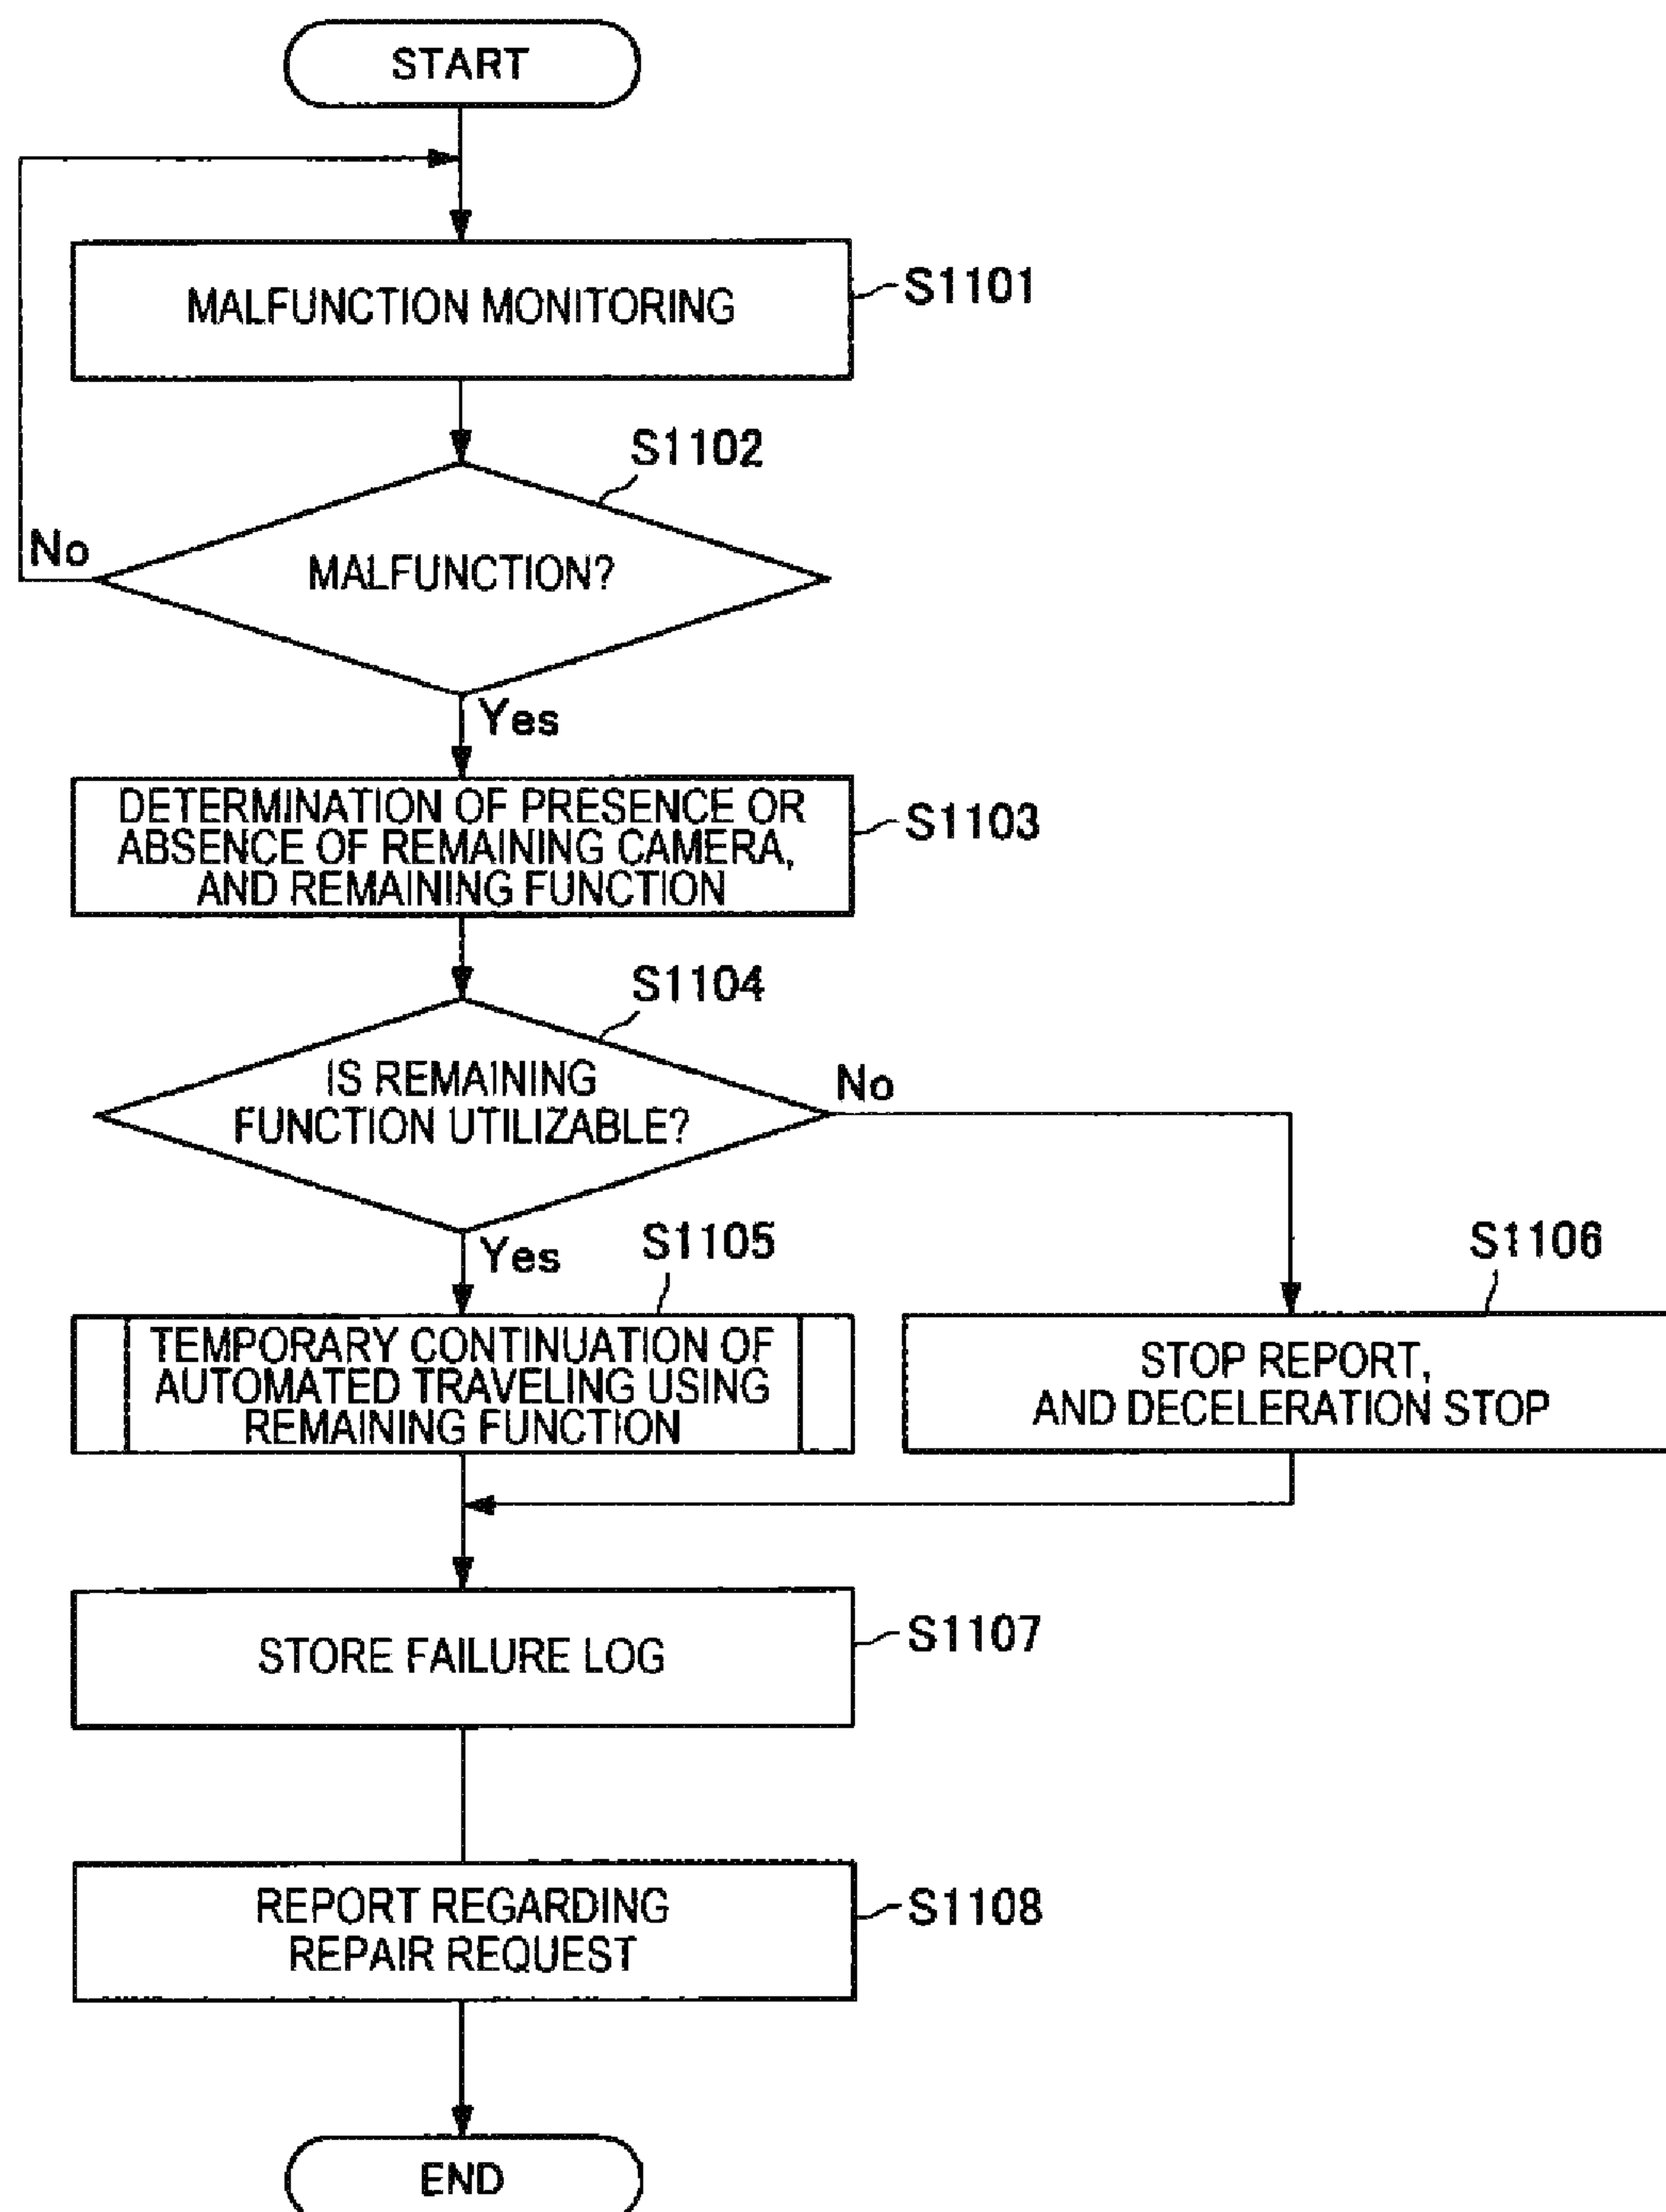 START
MALFUNCTION MONITORING
S1101
S1102
MALFUNCTION?
No
Yes
DETERMINATION OF PRESENCE OR
ABSENCE OF REMAINING CAMERA,
AND REMAINING FUNCTION
S1103
S1104
IS REMAINING
FUNCTION UTILIZABLE?
No
Yes
S1105
TEMPORARY CONTINUATION OF
AUTOMATED TRAVELING USING
REMAINING FUNCTION
S1106
STOP REPORT,
AND DECELERATION STOP
STORE FAILURE LOG
S1107
REPORT REGARDING
REPAIR REQUEST
S1108
END